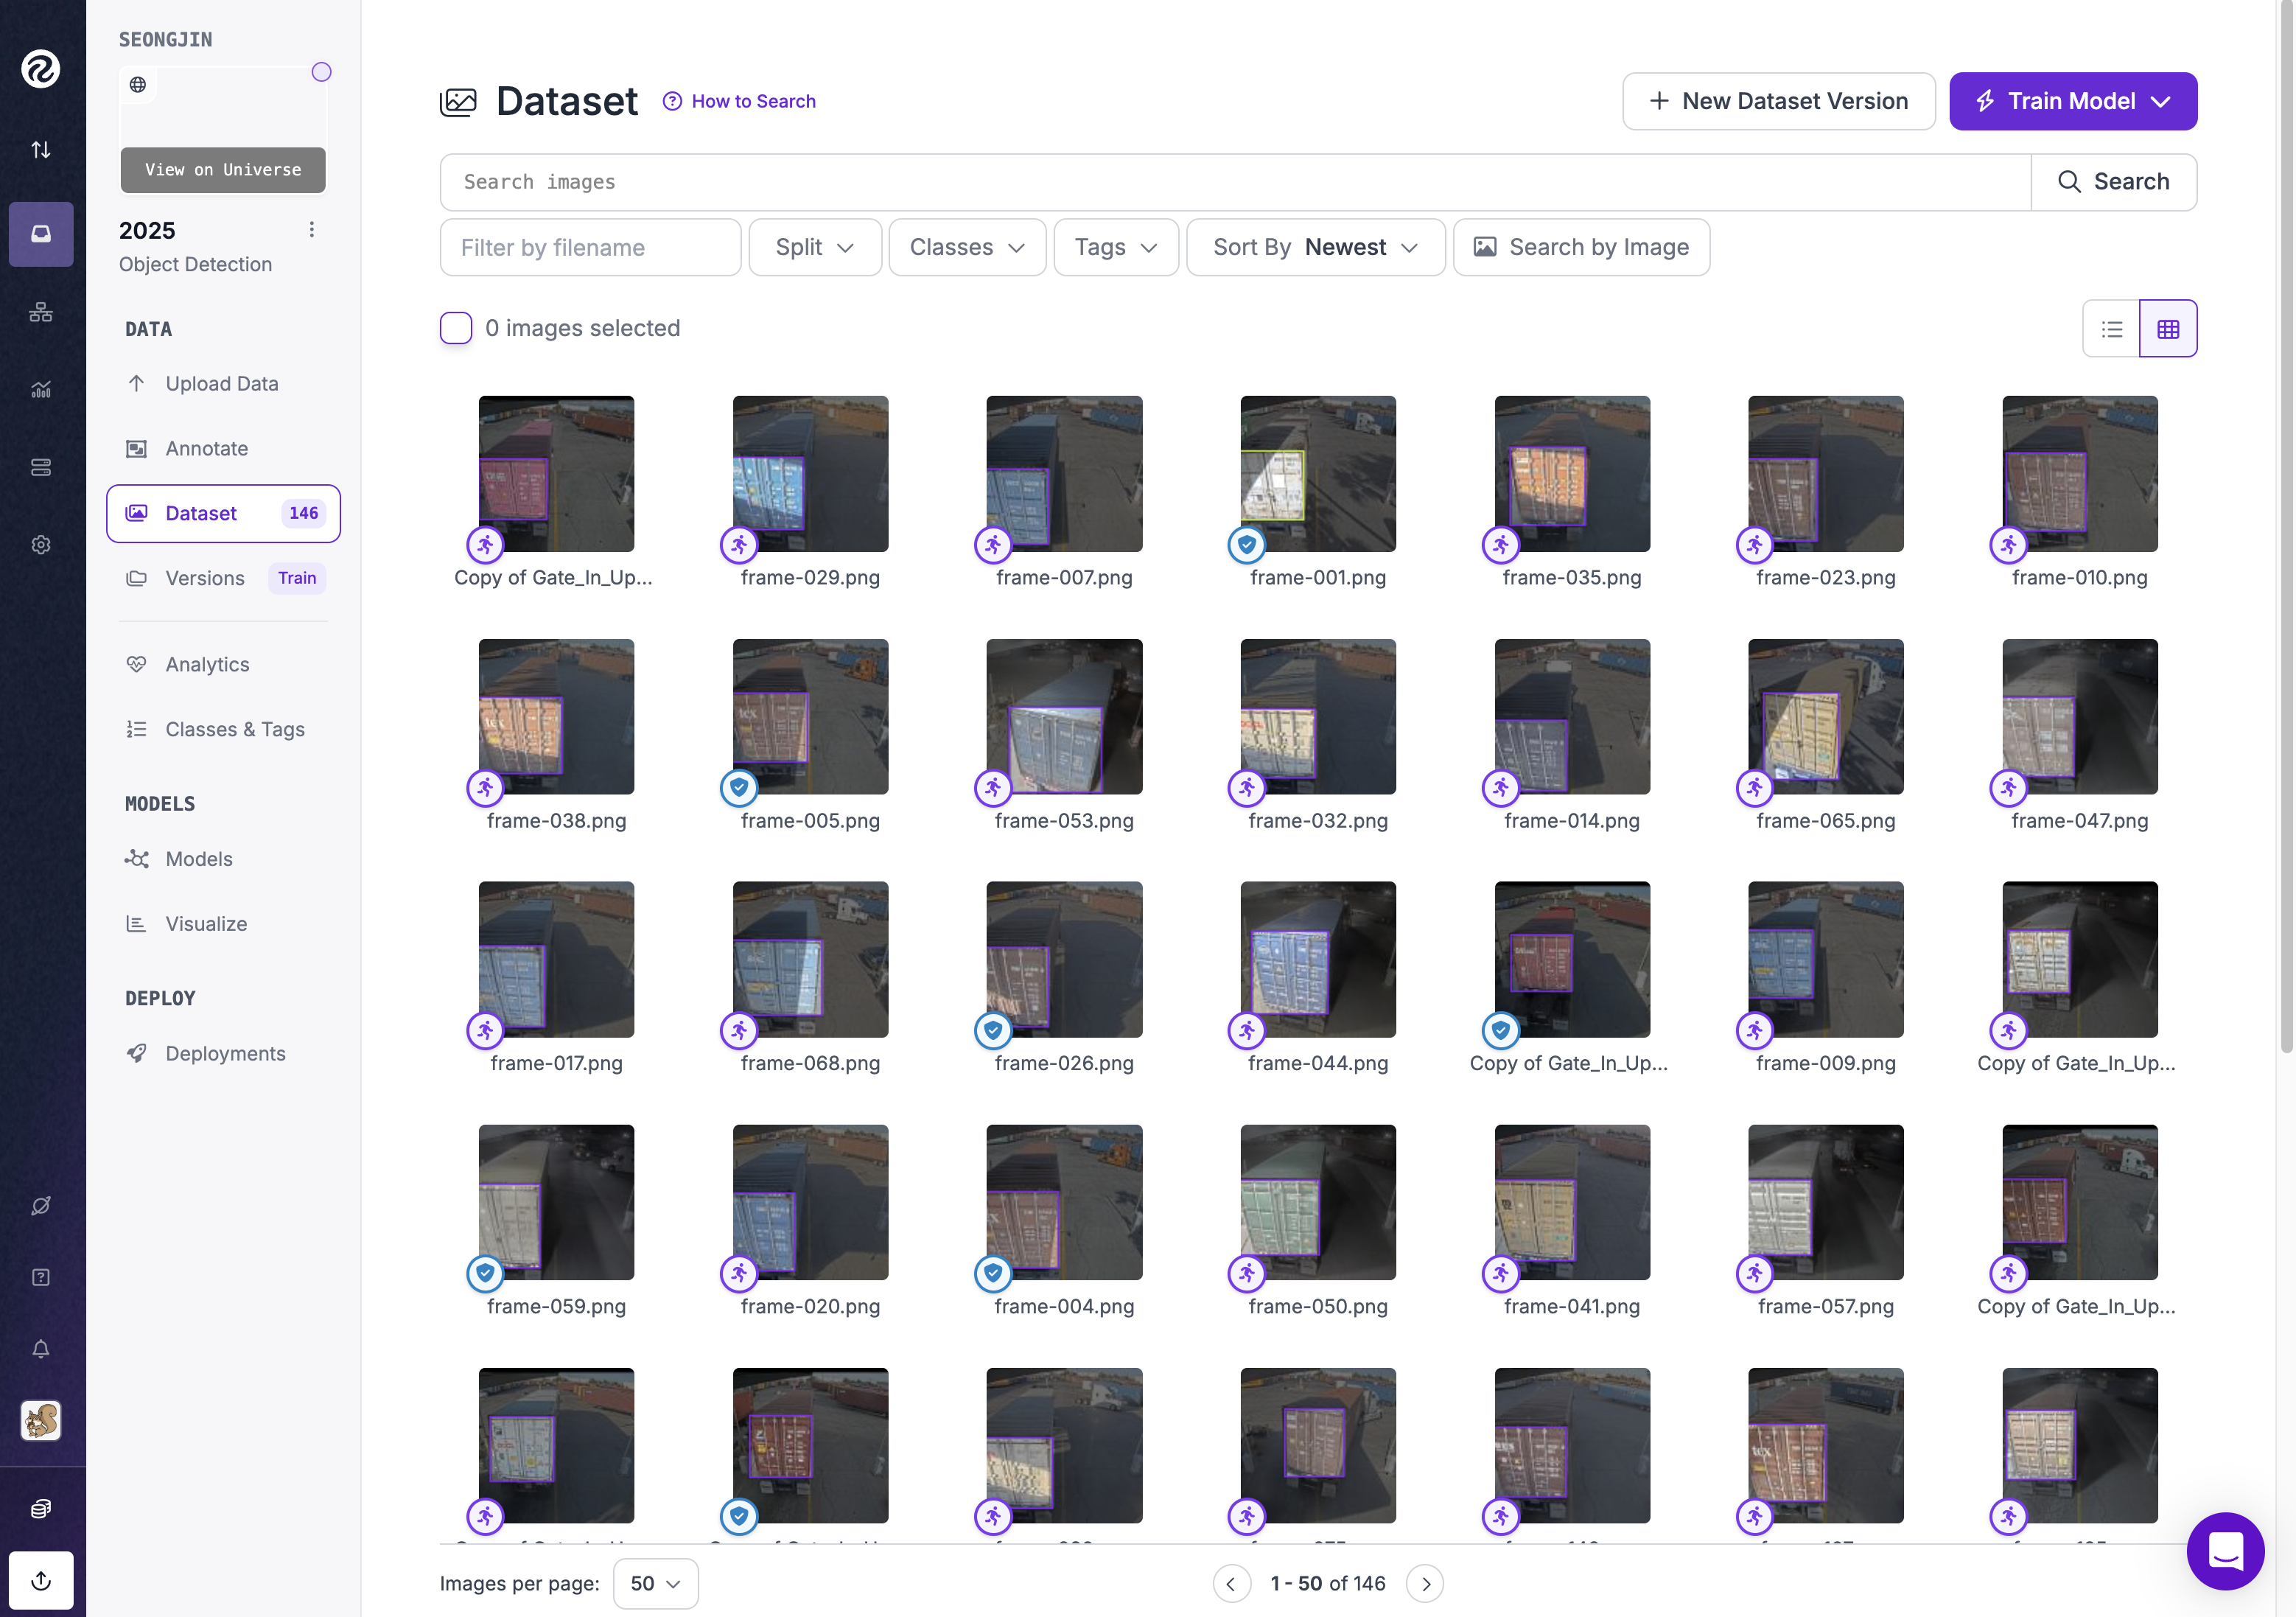 SEONGJIN
View on Universe
2025
Object Detection
DATA
Upload Data
Annotate
Dataset 146
Versions Train
Analytics
Classes & Tags
MODELS
Models
Visualize
DEPLOY
Deployments
Dataset How to Search
New Dataset Version Train Model
Search images Search
Filter by filename Split Classes Tags Sort By Newest Search by Image
0 images selected
Copy of Gate_In_Up... frame-029.png frame-007.png frame-001.png frame-035.png frame-023.png frame-010.png
frame-038.png frame-005.png frame-053.png frame-032.png frame-014.png frame-065.png frame-047.png
frame-017.png frame-068.png frame-026.png frame-044.png Copy of Gate_In_Up... frame-009.png Copy of Gate_In_Up...
frame-059.png frame-020.png frame-004.png frame-050.png frame-041.png frame-057.png Copy of Gate_In_Up...
Images per page: 50 1 - 50 of 146